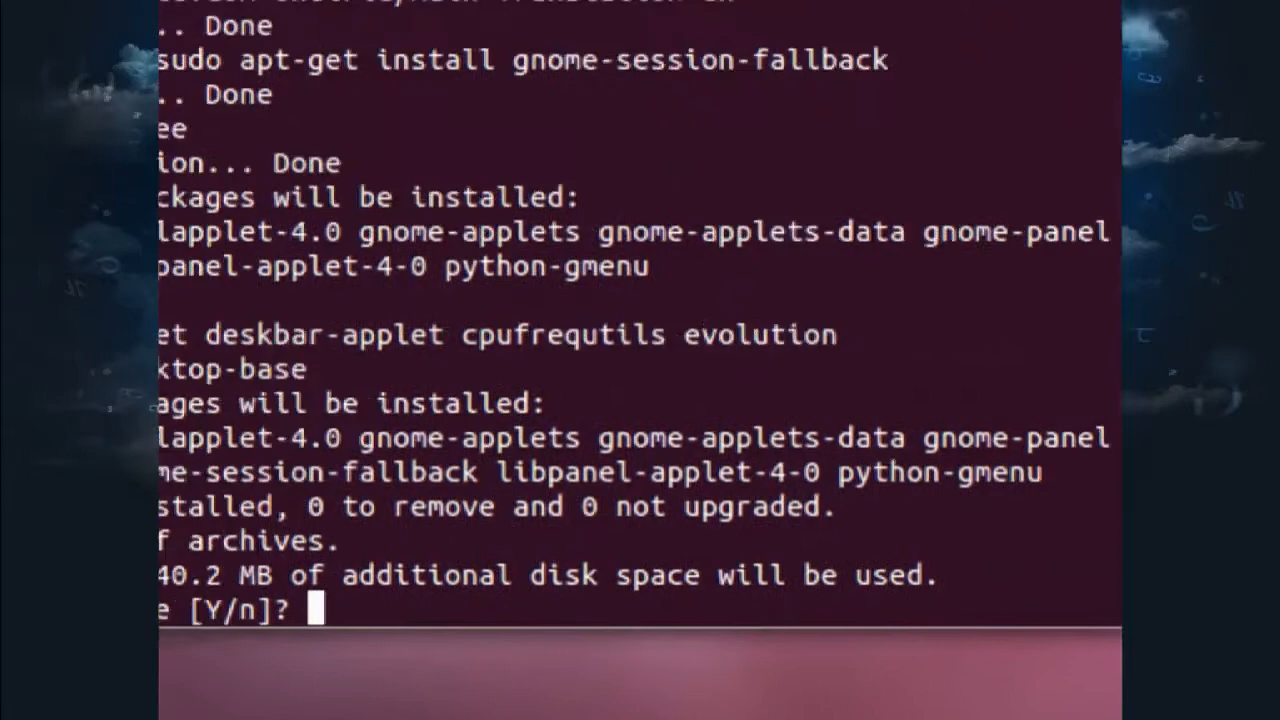 .. Done
sudo apt-get install gnome-session-fallback
.. Done
ee
ion... Done
ckages will be installed:
lapplet-4.0 gnome-applets gnome-applets-data gnome-panel
panel-applet-4-0 python-gmenu
et deskbar-applet cpufrequtils evolution
ktop-base
ages will be installed:
lapplet-4.0 gnome-applets gnome-applets-data gnome-panel
me-session-fallback libpanel-applet-4-0 python-gmenu
stalled, 0 to remove and 0 not upgraded.
f archives.
40.2 MB of additional disk space will be used.
e [Y/n]?